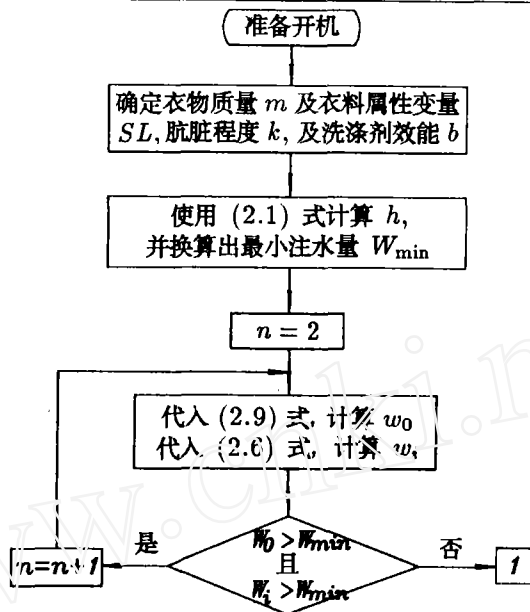 准备开机
确定衣物质量 m 及衣料属性变量
SL, 肮脏程度 k, 及洗涤剂效能 b
使用 (2.1) 式计算 h,
并换算出最小注水量 W_min
n = 2
代入 (2.9) 式, 计算 w_0
代入 (2.6) 式, 计算 w_i
W_0 > W_min
是
且
否
n=n+1
1
W_i > W_min
www.cnki.n